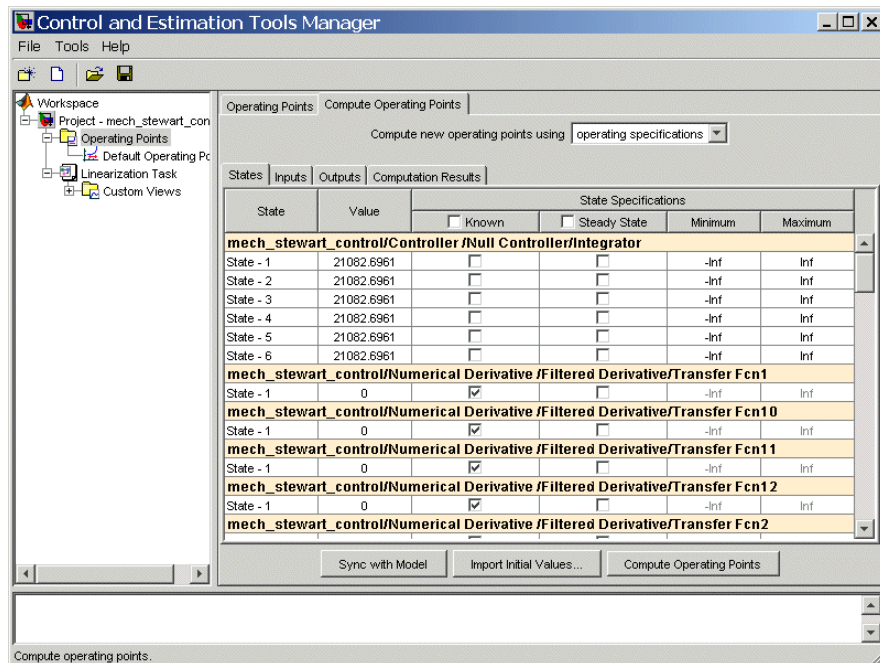 Control and Estimation Tools Manager
File Tools Help
Workspace
Project - mech_stewart_con
Operating Points
Default Operating Po
Linearization Task
Custom Views
Operating Points Compute Operating Points
Compute new operating points using operating specifications
States Inputs Outputs Computation Results
State Value State Specifications
Known Steady State Minimum Maximum
mech_stewart_control/Controller /Null Controller/Integrator
State - 1 21082.6961 -Inf Inf
State - 2 21082.6961 -Inf Inf
State - 3 21082.6961 -Inf Inf
State - 4 21082.6961 -Inf Inf
State - 5 21082.6961 -Inf Inf
State - 6 21082.6961 -Inf Inf
mech_stewart_control/Numerical Derivative /Filtered Derivative/Transfer Fcn1
State - 1 0 -Inf Inf
mech_stewart_control/Numerical Derivative /Filtered Derivative/Transfer Fcn10
State - 1 0 -Inf Inf
mech_stewart_control/Numerical Derivative /Filtered Derivative/Transfer Fcn11
State - 1 0 -Inf Inf
mech_stewart_control/Numerical Derivative /Filtered Derivative/Transfer Fcn12
State - 1 0 -Inf Inf
mech_stewart_control/Numerical Derivative /Filtered Derivative/Transfer Fcn2
Sync with Model Import Initial Values... Compute Operating Points
Compute operating points.